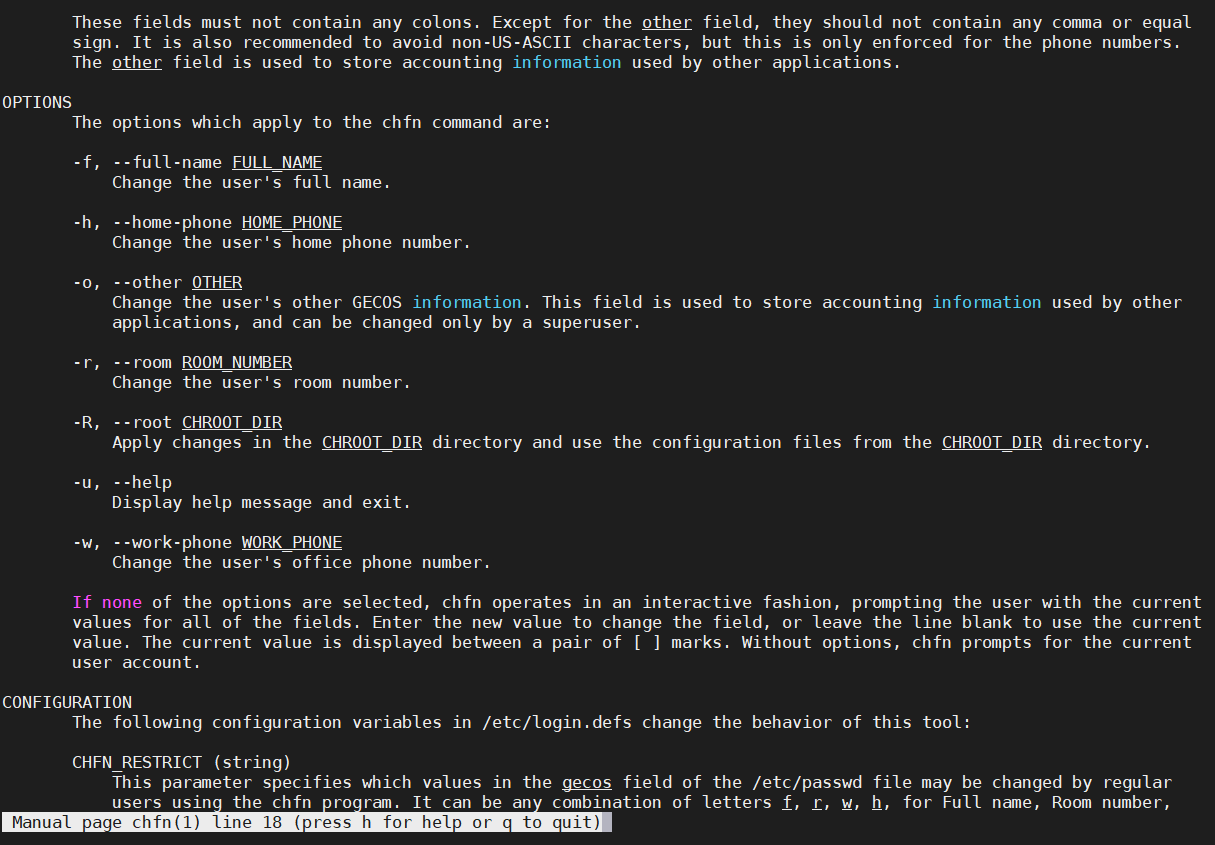 These fields must not contain any colons. Except for the other field, they should not contain any comma or equal
sign. It is also recommended to avoid non-US-ASCII characters, but this is only enforced for the phone numbers.
The other field is used to store accounting information used by other applications.
OPTIONS
The options which apply to the chfn command are:
-f, --full-name FULL_NAME
Change the user's full name.
-h, --home-phone HOME_PHONE
Change the user's home phone number.
-o, --other OTHER
Change the user's other GECOS information. This field is used to store accounting information used by other
applications, and can be changed only by a superuser.
-r, --room ROOM_NUMBER
Change the user's room number.
-R, --root CHROOT_DIR
Apply changes in the CHROOT_DIR directory and use the configuration files from the CHROOT_DIR directory.
-u, --help
Display help message and exit.
-w, --work-phone WORK_PHONE
Change the user's office phone number.
If none of the options are selected, chfn operates in an interactive fashion, prompting the user with the current
values for all of the fields. Enter the new value to change the field, or leave the line blank to use the current
value. The current value is displayed between a pair of [ ] marks. Without options, chfn prompts for the current
user account.
CONFIGURATION
The following configuration variables in /etc/login.defs change the behavior of this tool:
CHFN_RESTRICT (string)
This parameter specifies which values in the gecos field of the /etc/passwd file may be changed by regular
users using the chfn program. It can be any combination of letters f, r, w, h, for Full name, Room number,
Manual page chfn(1) line 18 (press h for help or q to quit)